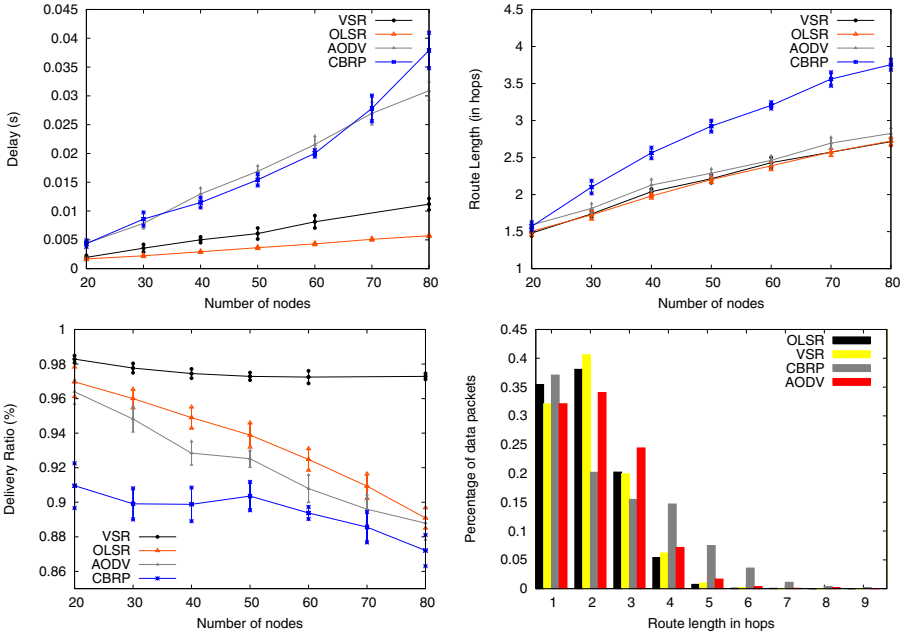 0.045
0.04
0.035
0.03
0.025
0.02
0.015
0.01
0.005
0
20 30 40 50 60 70 80
Delay (s)
Number of nodes
VSR
OLSR
AODV
CBRP
4.5
4
3.5
3
2.5
2
1.5
1
20 30 40 50 60 70 80
Route Length (in hops)
Number of nodes
VSR
OLSR
AODV
CBRP
1
0.98
0.96
0.94
0.92
0.9
0.88
0.86
20 30 40 50 60 70 80
Delivery Ratio (%)
Number of nodes
VSR
OLSR
AODV
CBRP
0.45
0.4
0.35
0.3
0.25
0.2
0.15
0.1
0.05
0
1 2 3 4 5 6 7 8 9
Percentage of data packets
Route length in hops
OLSR
VSR
CBRP
AODV